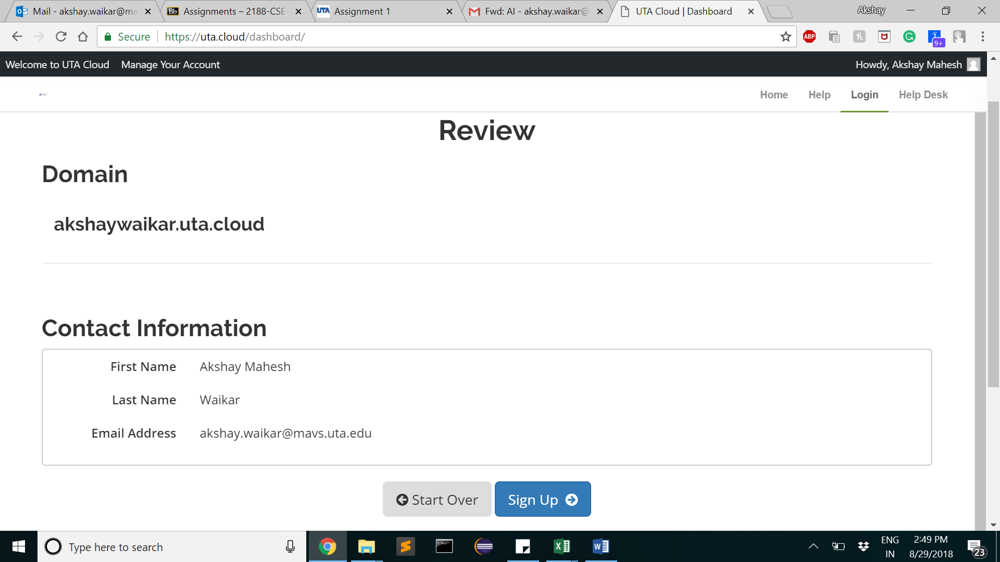 Mail - akshay.waikar@ma
Assignments – 2188-CSE-
UTA Assignment 1
Fwd: AI - akshay.waikar@
UTA Cloud | Dashboard
Akshay
Secure https://uta.cloud/dashboard/
ABP
9+
Welcome to UTA Cloud Manage Your Account
Howdy, Akshay Mahesh
Home Help Login Help Desk
Review
Domain
akshaywaikar.uta.cloud
Contact Information
First Name Akshay Mahesh
Last Name Waikar
Email Address akshay.waikar@mavs.uta.edu
Start Over
Sign Up
Type here to search
ENG
IN
2:49 PM
8/29/2018
23